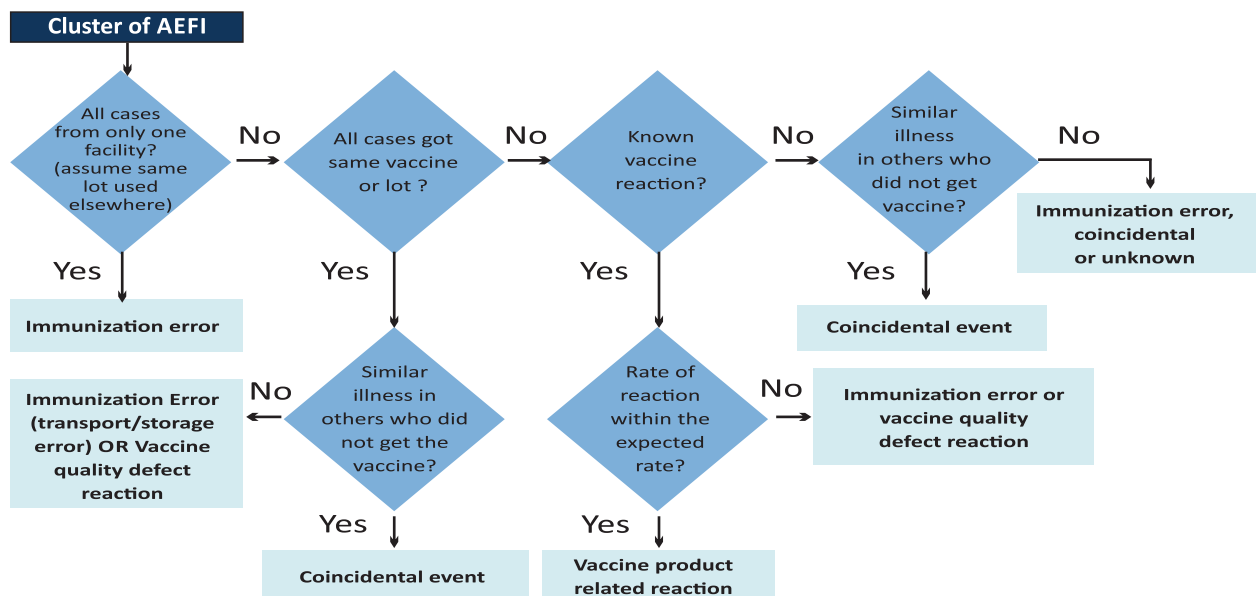 Cluster of AEFI
All cases
from only one
facility?
(assume same
lot used
elsewhere)
No
All cases got
same vaccine
or lot ?
No
Known
vaccine
reaction?
No
Similar
illness
in others who
did not get
vaccine?
No
Immunization error,
coincidental
or unknown
Yes
Immunization error
Yes
Yes
Yes
Coincidental event
Similar
illness in
others who did
not get the
vaccine?
No
Immunization Error
(transport/storage
error) OR Vaccine
quality defect
reaction
Yes
Coincidental event
Rate of
reaction
within the
expected
rate?
No
Immunization error or
vaccine quality
defect reaction
Yes
Vaccine product
related reaction